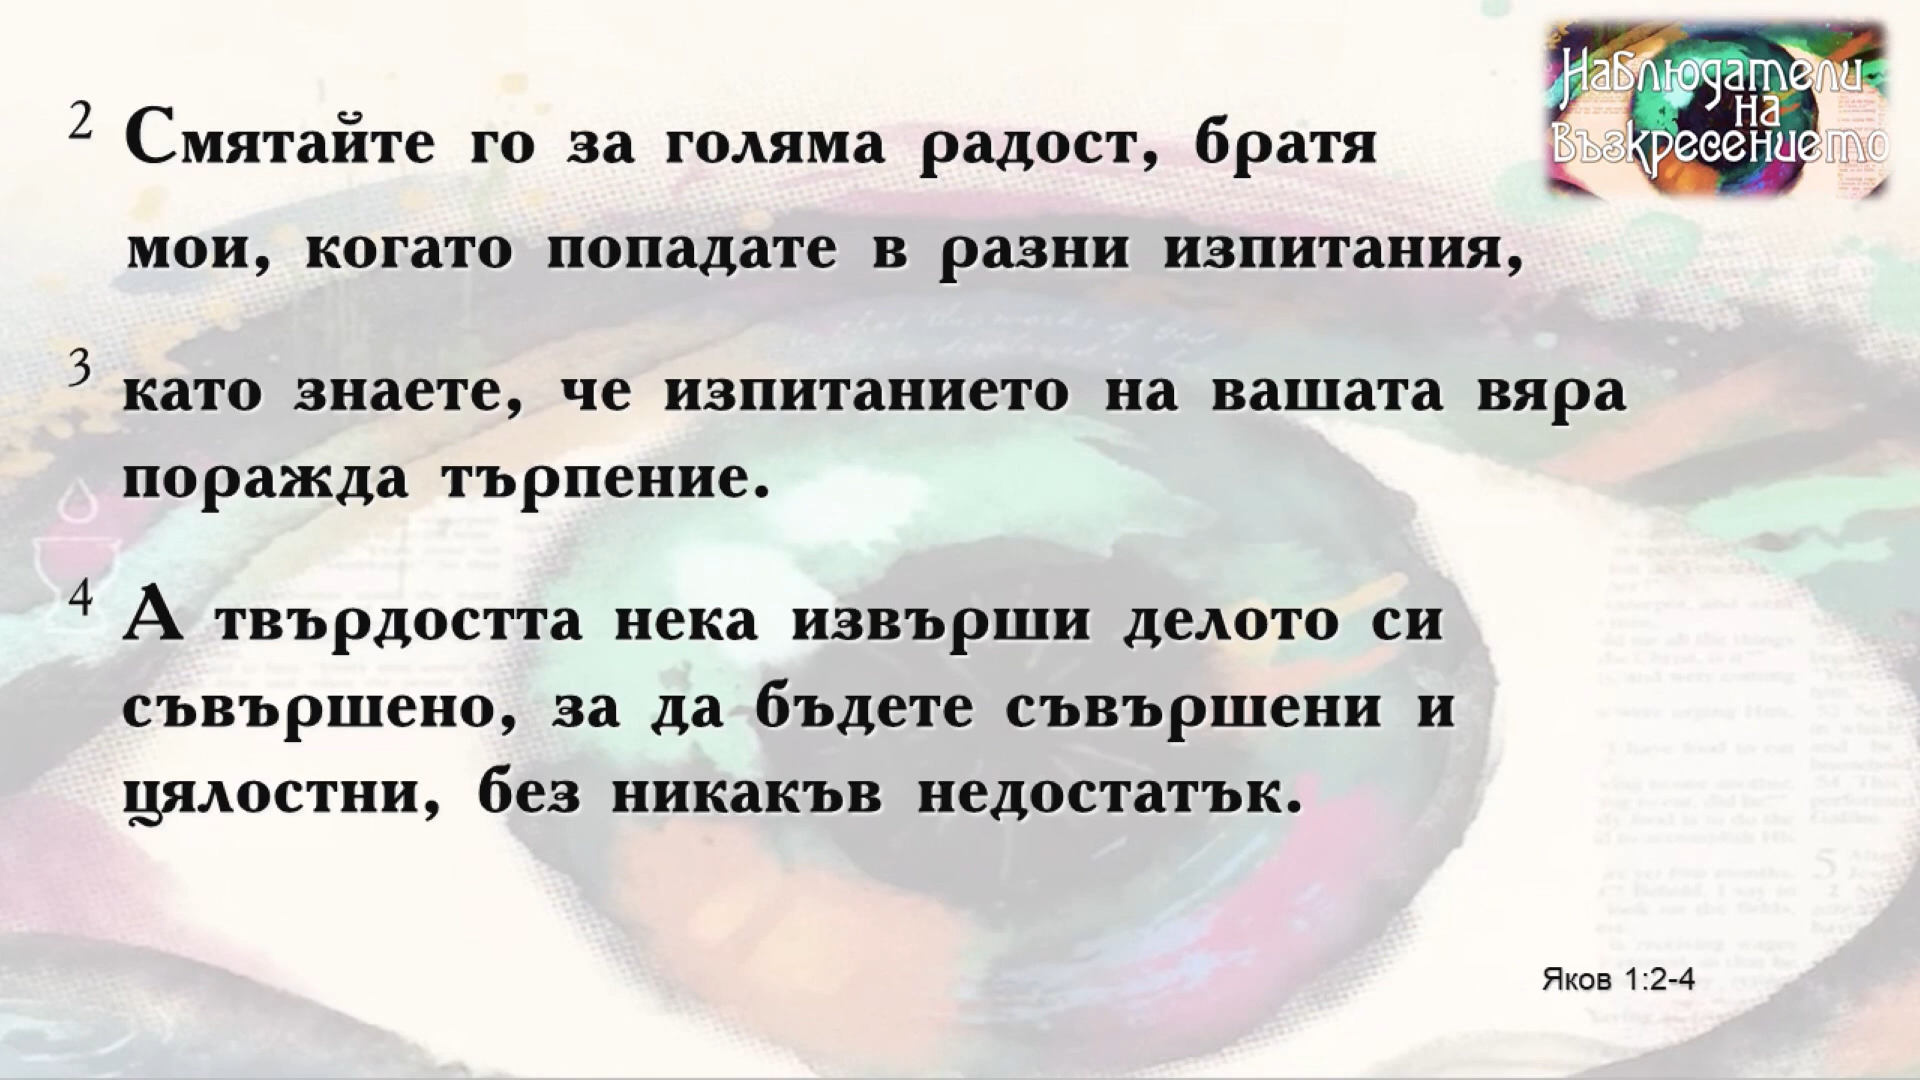 Наблюдатели
на
Възкресението
2 Смятайте го за голяма радост, братя
мои, когато попадате в разни изпитания,
3 като знаете, че изпитанието на вашата вяра
поражда търпение.
4 А твърдостта нека извърши делото си
съвършено, за да бъдете съвършени и
цялостни, без никакъв недостатък.
Яков 1:2-4